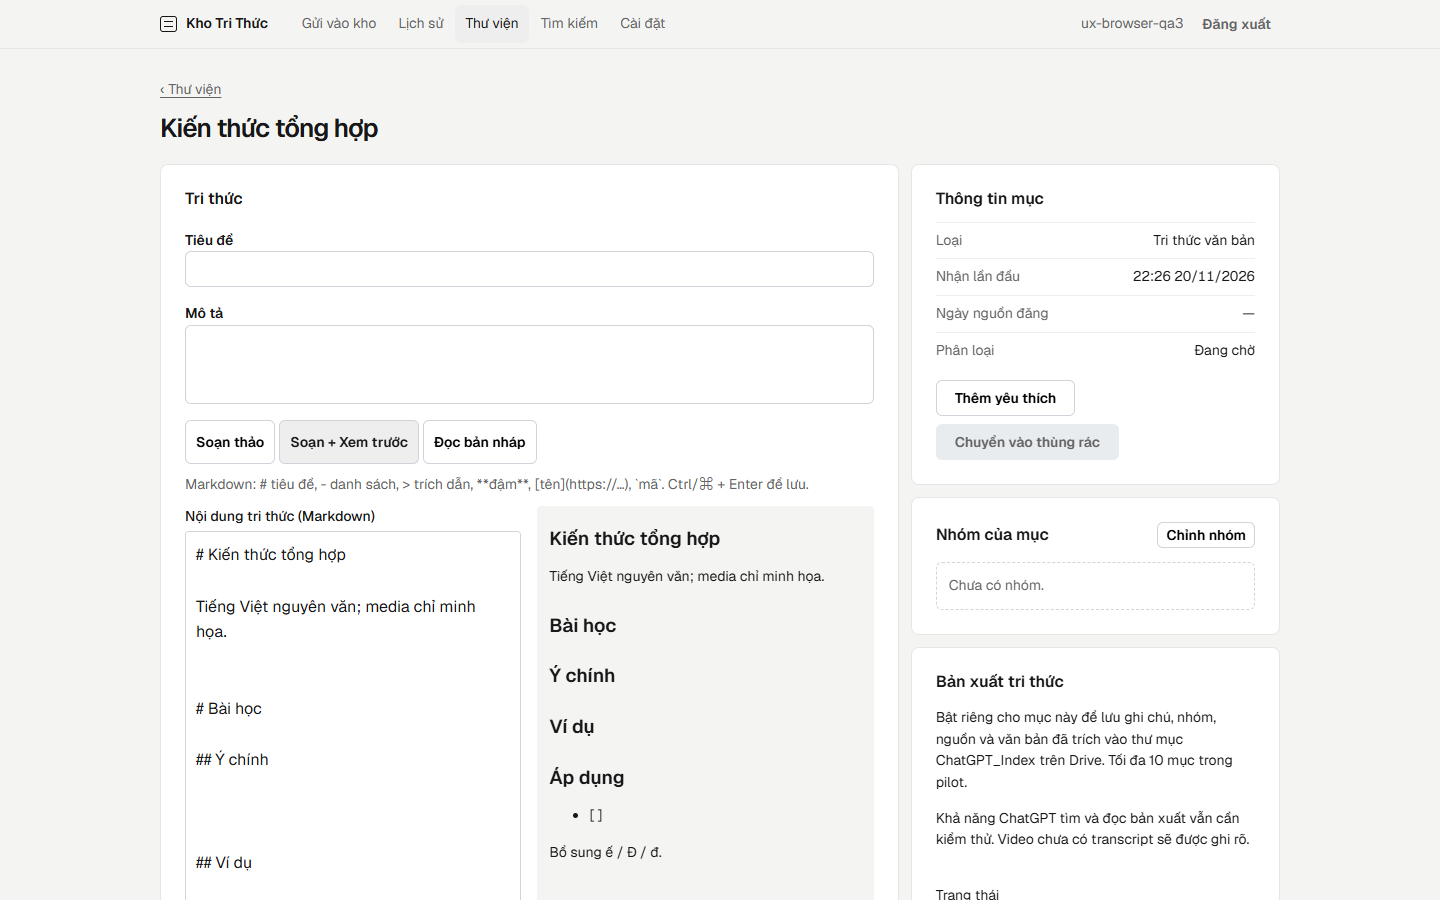 Kho Tri Thức
Gửi vào kho
Lịch sử
Thư viện
Tìm kiếm
Cài đặt
ux-browser-qa3
Đăng xuất
‹ Thư viện
Kiến thức tổng hợp
Tri thức
Tiêu đề
Mô tả
Soạn thảo
Soạn + Xem trước
Đọc bản nháp
Markdown: # tiêu đề, - danh sách, > trích dẫn, **đậm**, [tên](https://…), `mã`. Ctrl/⌘ + Enter để lưu.
Nội dung tri thức (Markdown)
# Kiến thức tổng hợp
Tiếng Việt nguyên văn; media chỉ minh
họa.
# Bài học
## Ý chính
## Ví dụ
Kiến thức tổng hợp
Tiếng Việt nguyên văn; media chỉ minh họa.
Bài học
Ý chính
Ví dụ
Áp dụng
• [ ]
Bổ sung ế / Đ / đ.
Thông tin mục
Loại Tri thức văn bản
Nhận lần đầu 22:26 20/11/2026
Ngày nguồn đăng —
Phân loại Đang chờ
Thêm yêu thích
Chuyển vào thùng rác
Nhóm của mục
Chỉnh nhóm
Chưa có nhóm.
Bản xuất tri thức
Bật riêng cho mục này để lưu ghi chú, nhóm,
nguồn và văn bản đã trích vào thư mục
ChatGPT_Index trên Drive. Tối đa 10 mục trong
pilot.
Khả năng ChatGPT tìm và đọc bản xuất vẫn cần
kiểm thử. Video chưa có transcript sẽ được ghi rõ.
Trạng thái